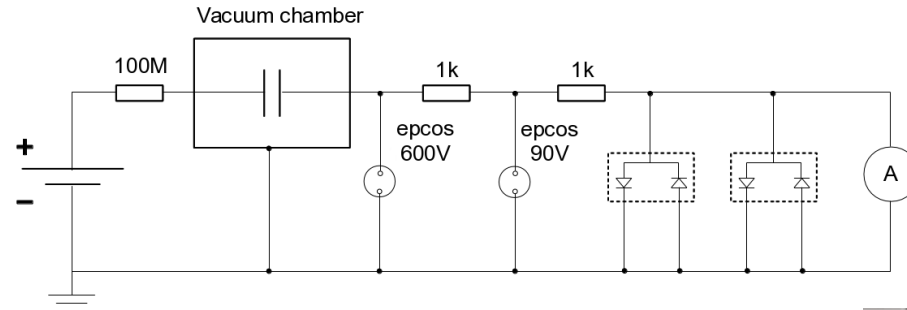 Vacuum chamber
100M
1k
1k
epcos
600V
epcos
90V
+
-
A